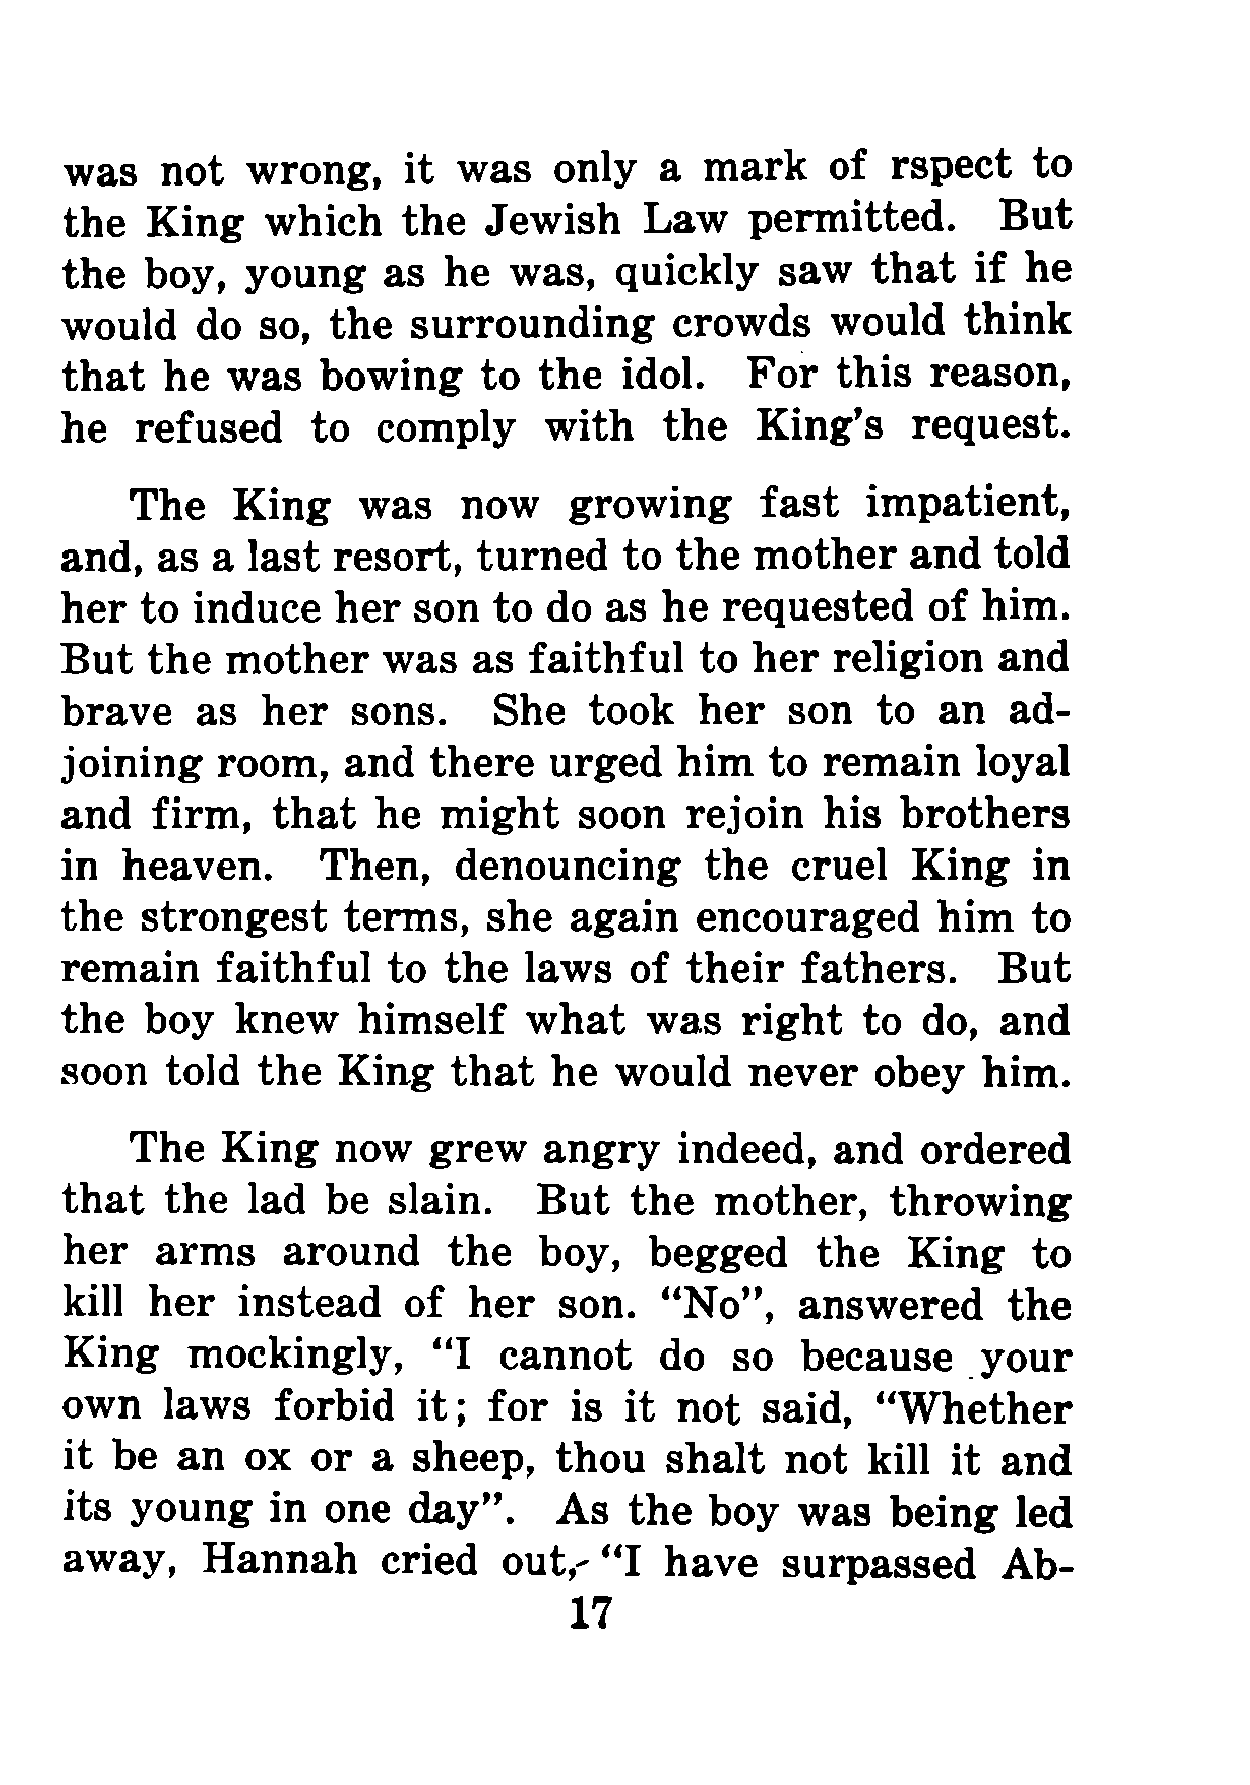 was not wrong, it was only a mark of rspect to
the King which the Jewish Law permitted. But
the boy, young as he was, quickly saw that if he
would do so, the surrounding crowds would think
that he was bowing to the idol. For this reason,
he refused to comply with the King's request.
The King was now growing fast impatient,
and, as a last resort, turned to the mother and told
her to induce her son to do as he requested of him.
But the mother was as faithful to her religion and
brave as her sons. She took her son to an ad-
joining room, and there urged him to remain loyal
and firm, that he might soon rejoin his brothers
in heaven. Then, denouncing the cruel King in
the strongest terms, she again encouraged him to
remain faithful to the laws of their fathers. But
the boy knew himself what was right to do, and
soon told the King that he would never obey him.
The King now grew angry indeed, and ordered
that the lad be slain. But the mother, throwing
her arms around the boy, begged the King to
kill her instead of her son. “No”, answered the
King mockingly, “I cannot do so because your
own laws forbid it; for is it not said, “Whether
it be an ox or a sheep, thou shalt not kill it and
its young in one day”. As the boy was being led
away, Hannah cried out, “I have surpassed Ab-
17